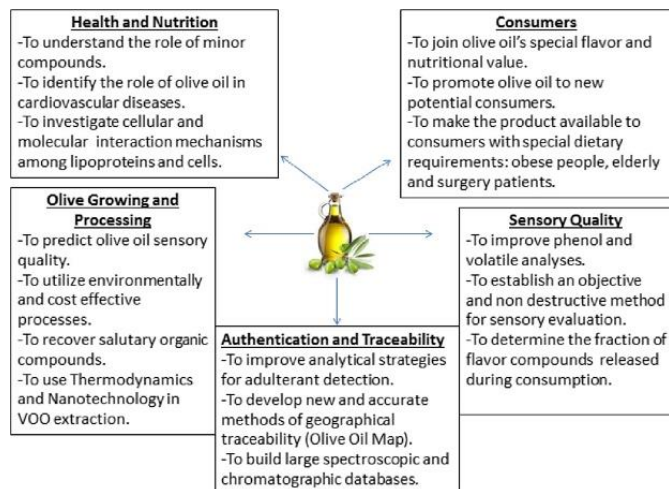 Health and Nutrition
-To understand the role of minor
compounds.
-To identify the role of olive oil in
cardiovascular diseases.
-To investigate cellular and
molecular interaction mechanisms
among lipoproteins and cells.
Consumers
-To join olive oil's special flavor and
nutritional value.
-To promote olive oil to new
potential consumers.
-To make the product available to
consumers with special dietary
requirements: obese people, elderly
and surgery patients.
Olive Growing and
Processing
-To predict olive oil sensory
quality.
-To utilize environmentally
and cost effective
processes.
-To recover salutary organic
compounds.
-To use Thermodynamics
and Nanotechnology in
VOO extraction.
Sensory Quality
-To improve phenol and
volatile analyses.
-To establish an objective
and non destructive method
for sensory evaluation.
-To determine the fraction of
flavor compounds released
during consumption.
Authentication and Traceability
-To improve analytical strategies
for adulterant detection.
-To develop new and accurate
methods of geographical
traceability (Olive Oil Map).
-To build large spectroscopic and
chromatographic databases.